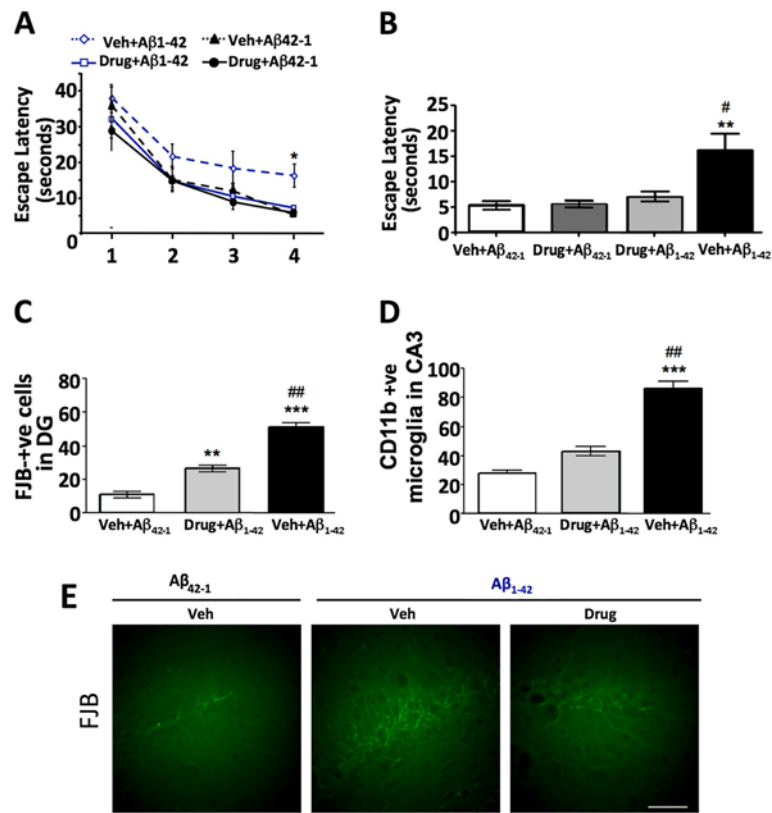 A
Veh+Aβ1-42 Veh+Aβ42-1
Drug+Aβ1-42 Drug+Aβ42-1
Escape Latency
(seconds)
40
30
20
10
0
*
1 2 3 4
B
Escape Latency
(seconds)
25
20
15
10
5
0
#
**
Veh+Aβ42-1 Drug+Aβ42-1 Drug+Aβ1-42 Veh+Aβ1-42
C
FJB-+ve cells
in DG
80
60
40
20
0
**
##
***
Veh+Aβ42-1 Drug+Aβ1-42 Veh+Aβ1-42
D
CD11b +ve
microglia in CA3
100
80
60
40
20
0
##
***
Veh+Aβ42-1 Drug+Aβ1-42 Veh+Aβ1-42
E
Aβ42-1 Aβ1-42
Veh Veh Drug
FJB